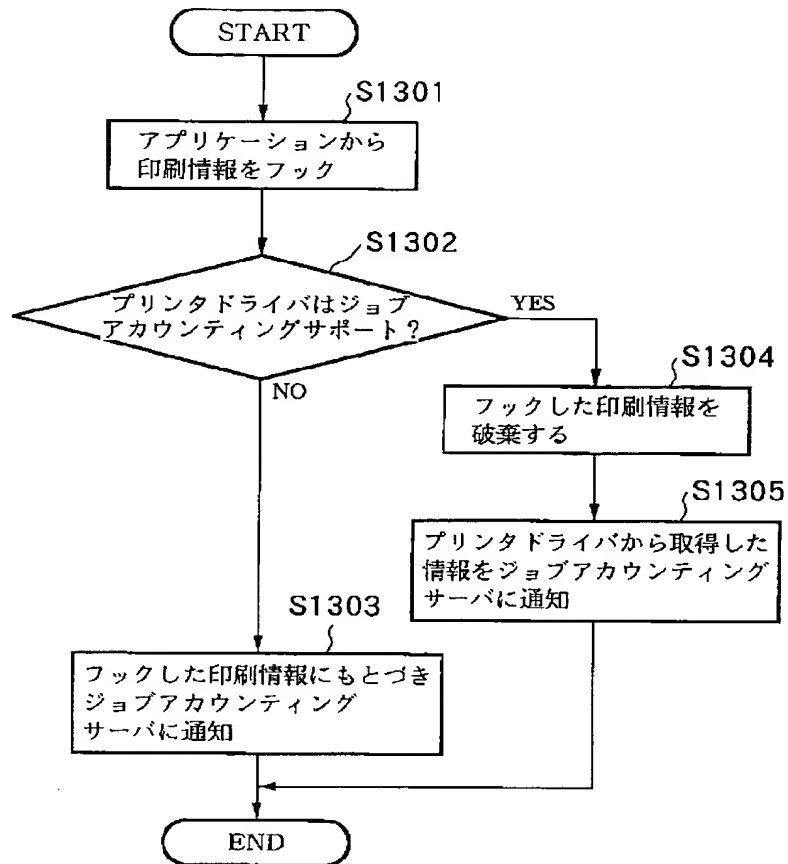 START
S1301
アプリケーションから
印刷情報をフック
S1302
プリンタドライバはジョブ
アカウンティングサポート？
YES
NO
S1304
フックした印刷情報を
破棄する
S1305
プリンタドライバから取得した
情報をジョブアカウンティング
サーバに通知
S1303
フックした印刷情報にもとづき
ジョブアカウンティング
サーバに通知
END